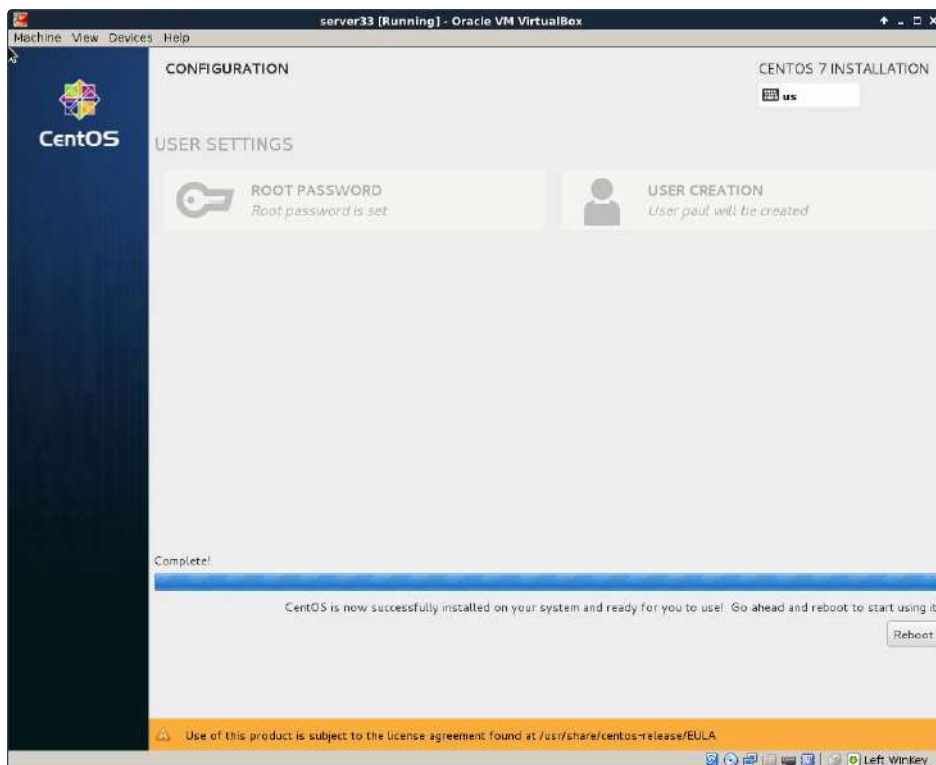 server33 [Running] - Oracle VM VirtualBox
Machine View Devices Help
CONFIGURATION
CENTOS 7 INSTALLATION
us
CentOS
USER SETTINGS
ROOT PASSWORD
Root password is set
USER CREATION
User paul will be created
Complete!
CentOS is now successfully installed on your system and ready for you to use! Go ahead and reboot to start using it
Reboot
Use of this product is subject to the license agreement found at /usr/share/centos-release/EULA
Left WinKey